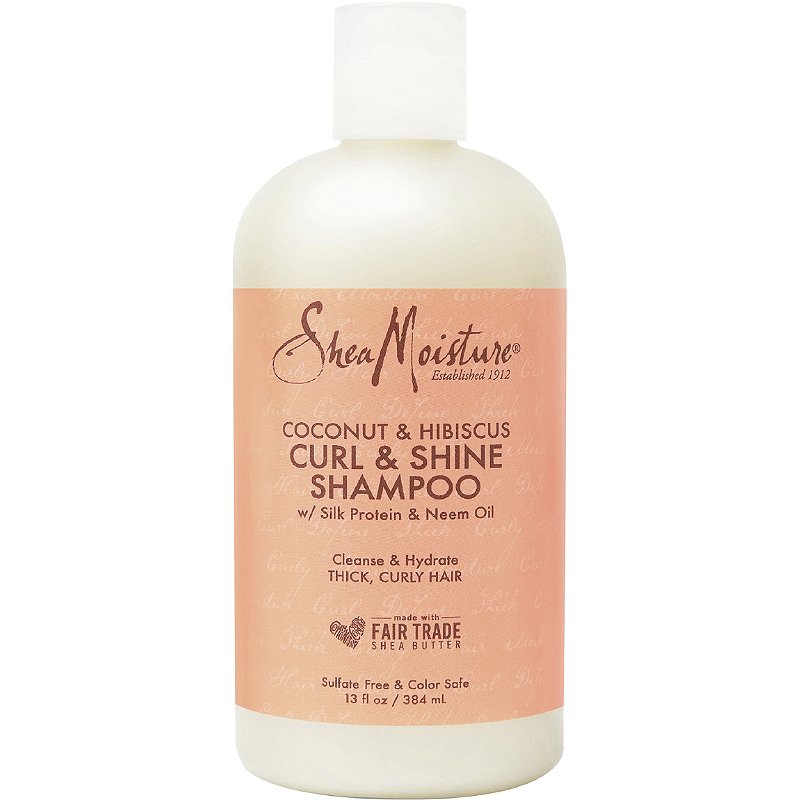 SheaMoisture®
Established 1912
COCONUT & HIBISCUS
CURL & SHINE
SHAMPOO
w/ Silk Protein & Neem Oil
Cleanse & Hydrate
THICK, CURLY HAIR
made with
FAIR TRADE
SHEA BUTTER
Sulfate Free & Color Safe
13 fl oz / 384 mL